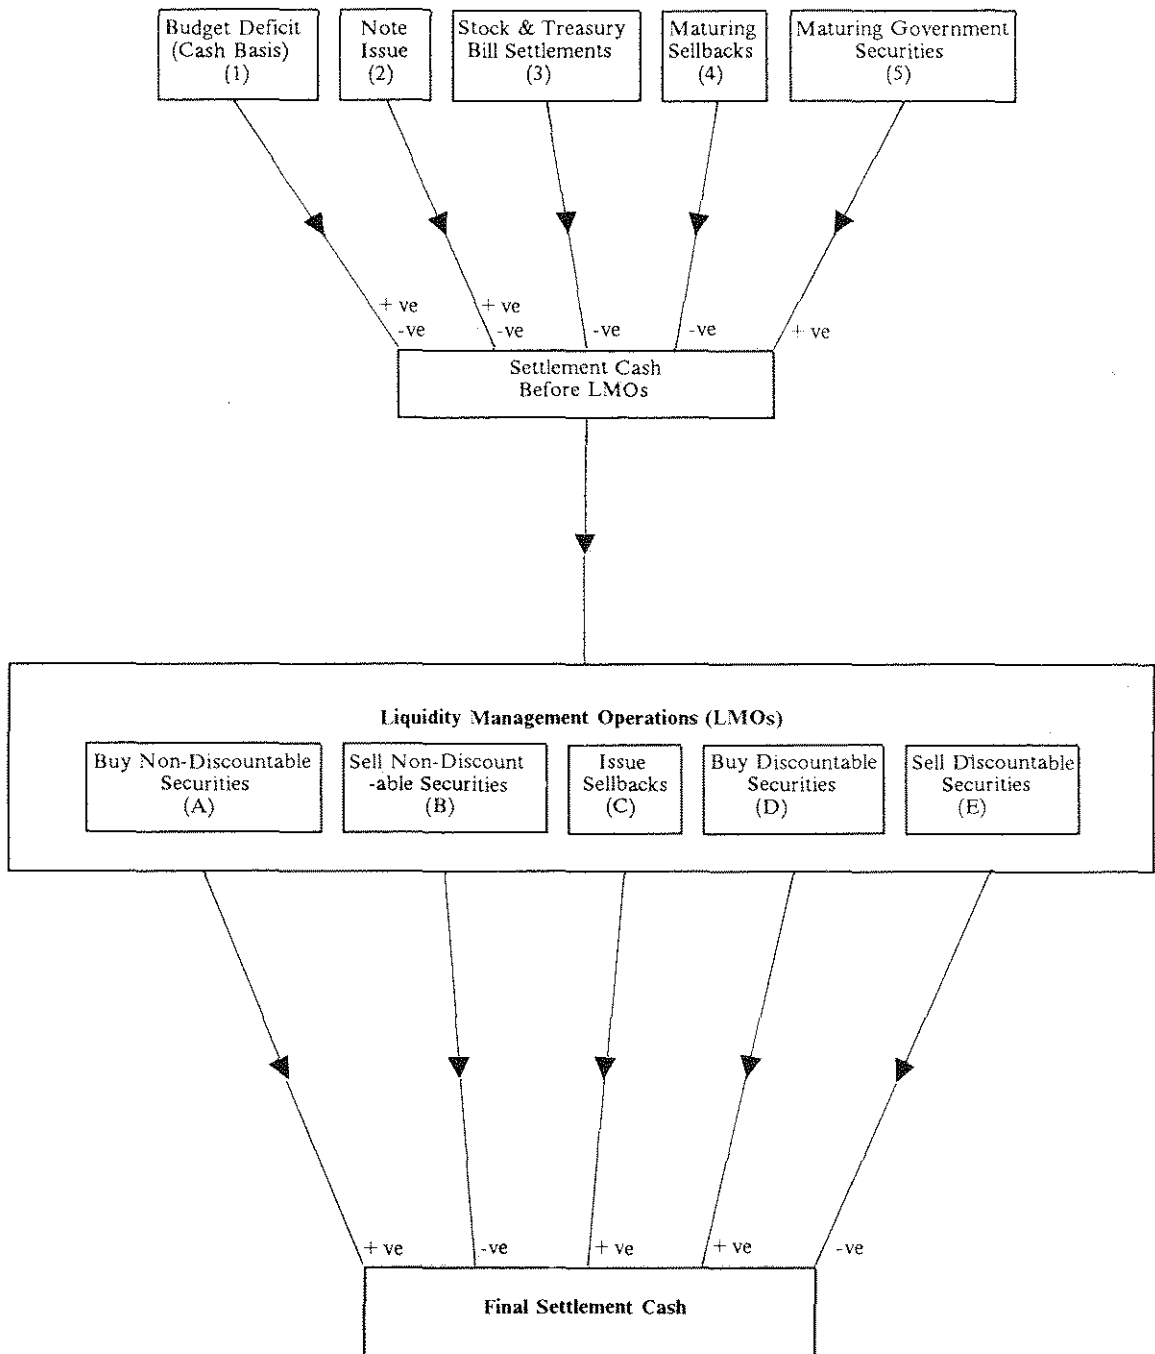 Budget Deficit
(Cash Basis)
(1)
Note
Issue
(2)
Stock & Treasury
Bill Settlements
(3)
Maturing
Sellbacks
(4)
Maturing Government
Securities
(5)
+ ve
-ve
+ ve
-ve
-ve
-ve
+ ve
Settlement Cash
Before LMOs
Liquidity Management Operations (LMOs)
Buy Non-Discountable
Securities
(A)
Sell Non-Discount
-able Securities
(B)
Issue
Sellbacks
(C)
Buy Discountable
Securities
(D)
Sell Discountable
Securities
(E)
+ ve
-ve
+ ve
+ ve
-ve
Final Settlement Cash